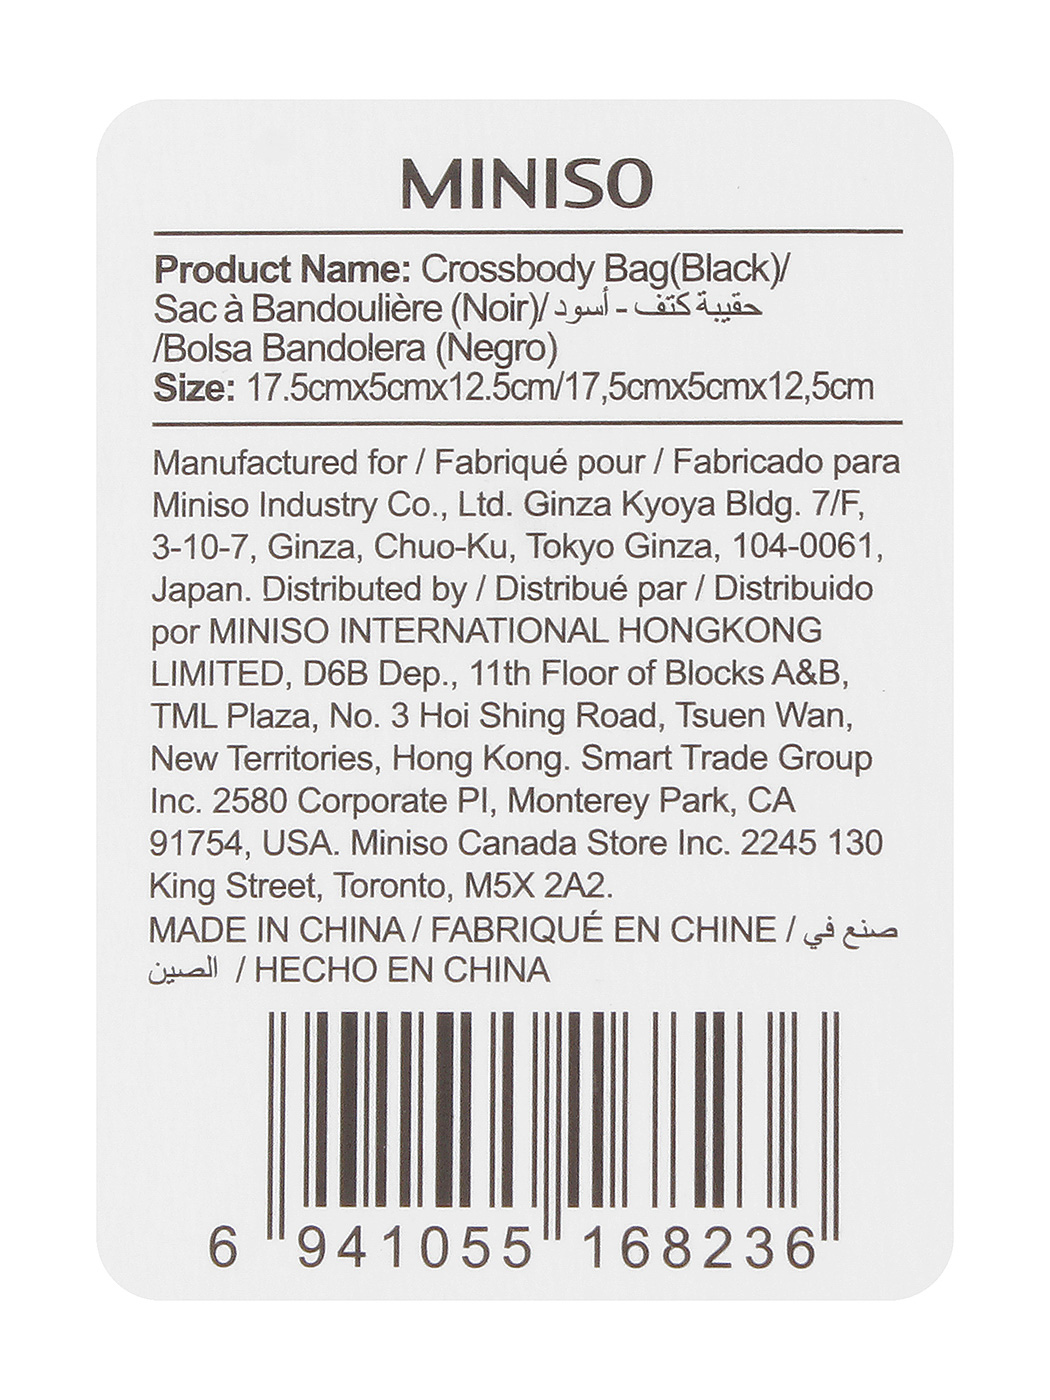 MINISO
Product Name: Crossbody Bag(Black)/
Sac à Bandoulière (Noir)/ حقيبة كتف - أسود
/Bolsa Bandolera (Negro)
Size: 17.5cmx5cmx12.5cm/17,5cmx5cmx12,5cm
Manufactured for / Fabriqué pour / Fabricado para
Miniso Industry Co., Ltd. Ginza Kyoya Bldg. 7/F,
3-10-7, Ginza, Chuo-Ku, Tokyo Ginza, 104-0061,
Japan. Distributed by / Distribué par / Distribuido
por MINISO INTERNATIONAL HONGKONG
LIMITED, D6B Dep., 11th Floor of Blocks A&B,
TML Plaza, No. 3 Hoi Shing Road, Tsuen Wan,
New Territories, Hong Kong. Smart Trade Group
Inc. 2580 Corporate Pl, Monterey Park, CA
91754, USA. Miniso Canada Store Inc. 2245 130
King Street, Toronto, M5X 2A2.
MADE IN CHINA / FABRIQUÉ EN CHINE / صنع في
الصين / HECHO EN CHINA
6 941055 168236